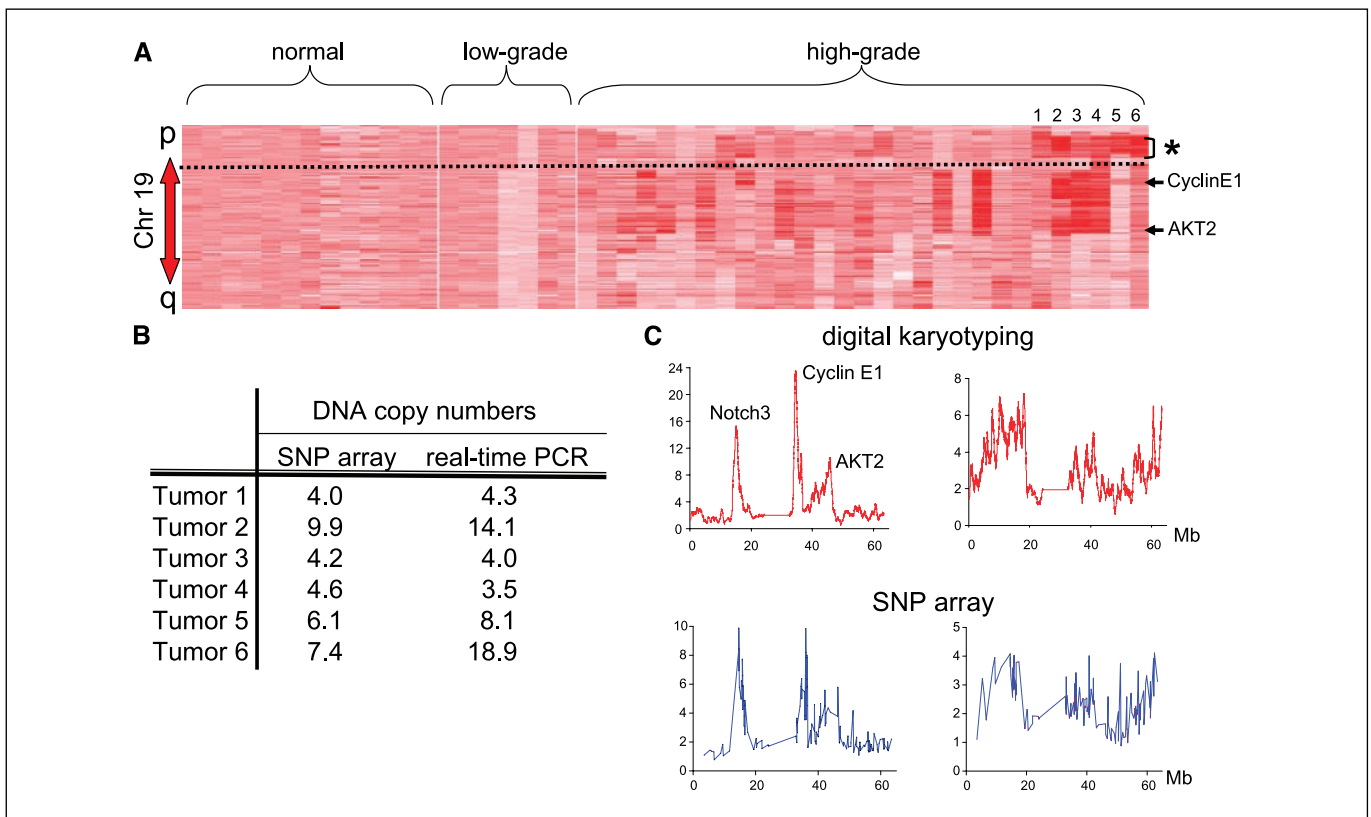 A
normal low-grade high-grade
1 2 3 4 5 6
p
*
Chr 19
CyclinE1
AKT2
q
B
DNA copy numbers
SNP array real-time PCR
Tumor 1 4.0 4.3
Tumor 2 9.9 14.1
Tumor 3 4.2 4.0
Tumor 4 4.6 3.5
Tumor 5 6.1 8.1
Tumor 6 7.4 18.9
C
digital karyotyping
24
20
16
12
8
4
0
Notch3
Cyclin E1
AKT2
0 20 40 60
8
6
4
2
0
0 20 40 60 Mb
SNP array
10
8
6
4
2
0
0 20 40 60
5
4
3
2
1
0
0 20 40 60 Mb